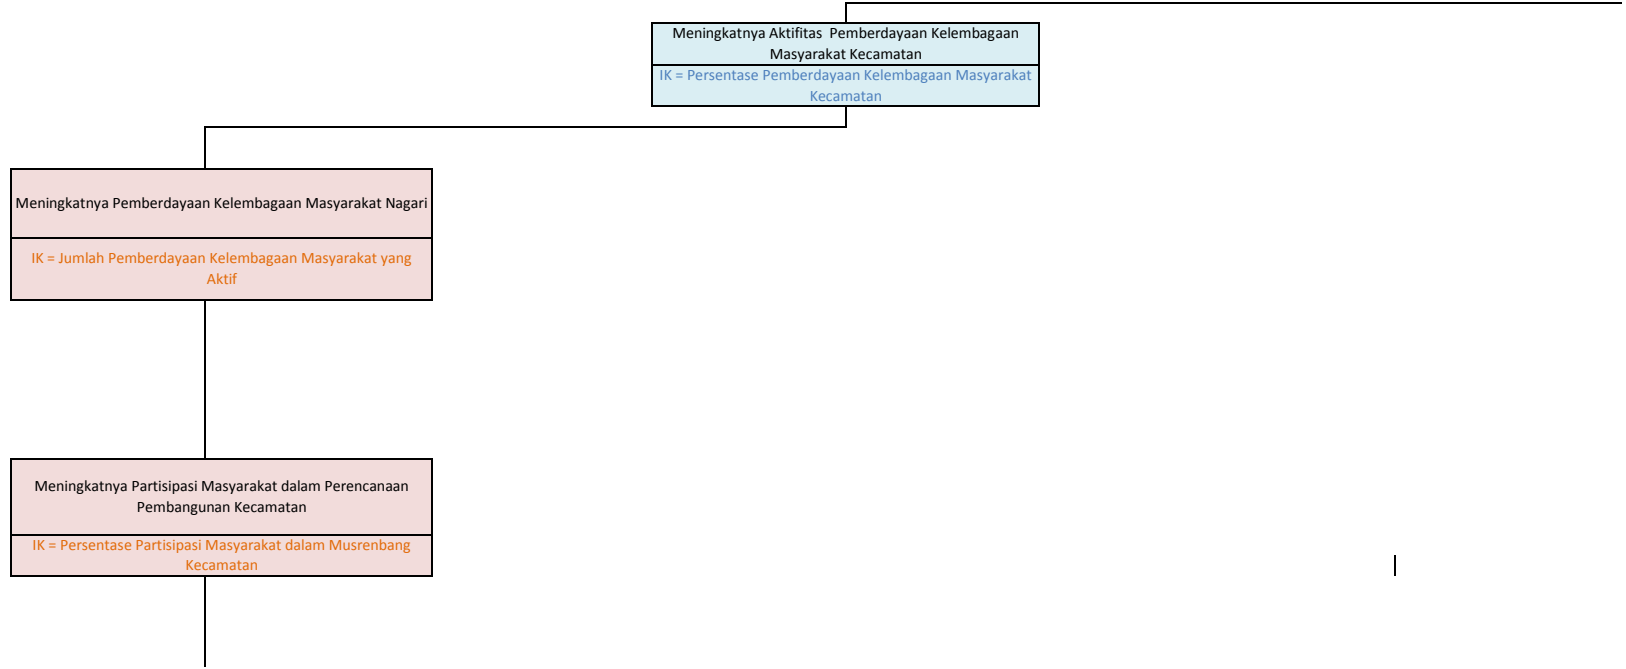 Meningkatnya Aktifitas  Pemberdayaan Kelembagaan
Masyarakat Kecamatan
IK = Persentase Pemberdayaan Kelembagaan Masyarakat
Kecamatan
Meningkatnya Pemberdayaan Kelembagaan Masyarakat Nagari
IK = Jumlah Pemberdayaan Kelembagaan Masyarakat yang
Aktif
Meningkatnya Partisipasi Masyarakat dalam Perencanaan
Pembangunan Kecamatan
IK = Persentase Partisipasi Masyarakat dalam Musrenbang
Kecamatan